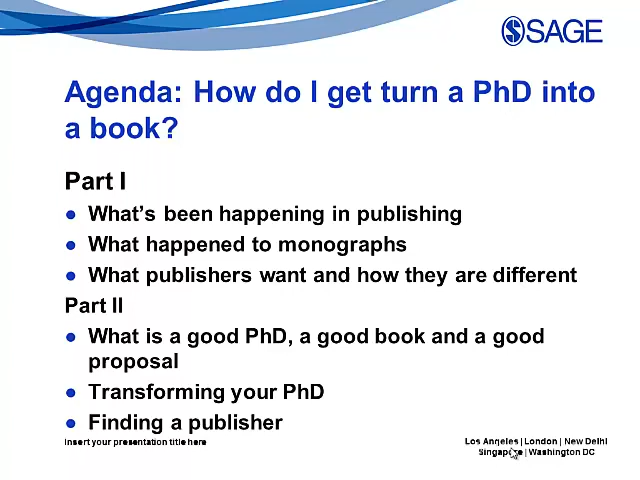 SAGE
Agenda: How do I get turn a PhD into
a book?
Part I
● What's been happening in publishing
● What happened to monographs
● What publishers want and how they are different
Part II
● What is a good PhD, a good book and a good
proposal
● Transforming your PhD
● Finding a publisher
Insert your presentation title here
Los Angeles | London | New Delhi
Singapore | Washington DC